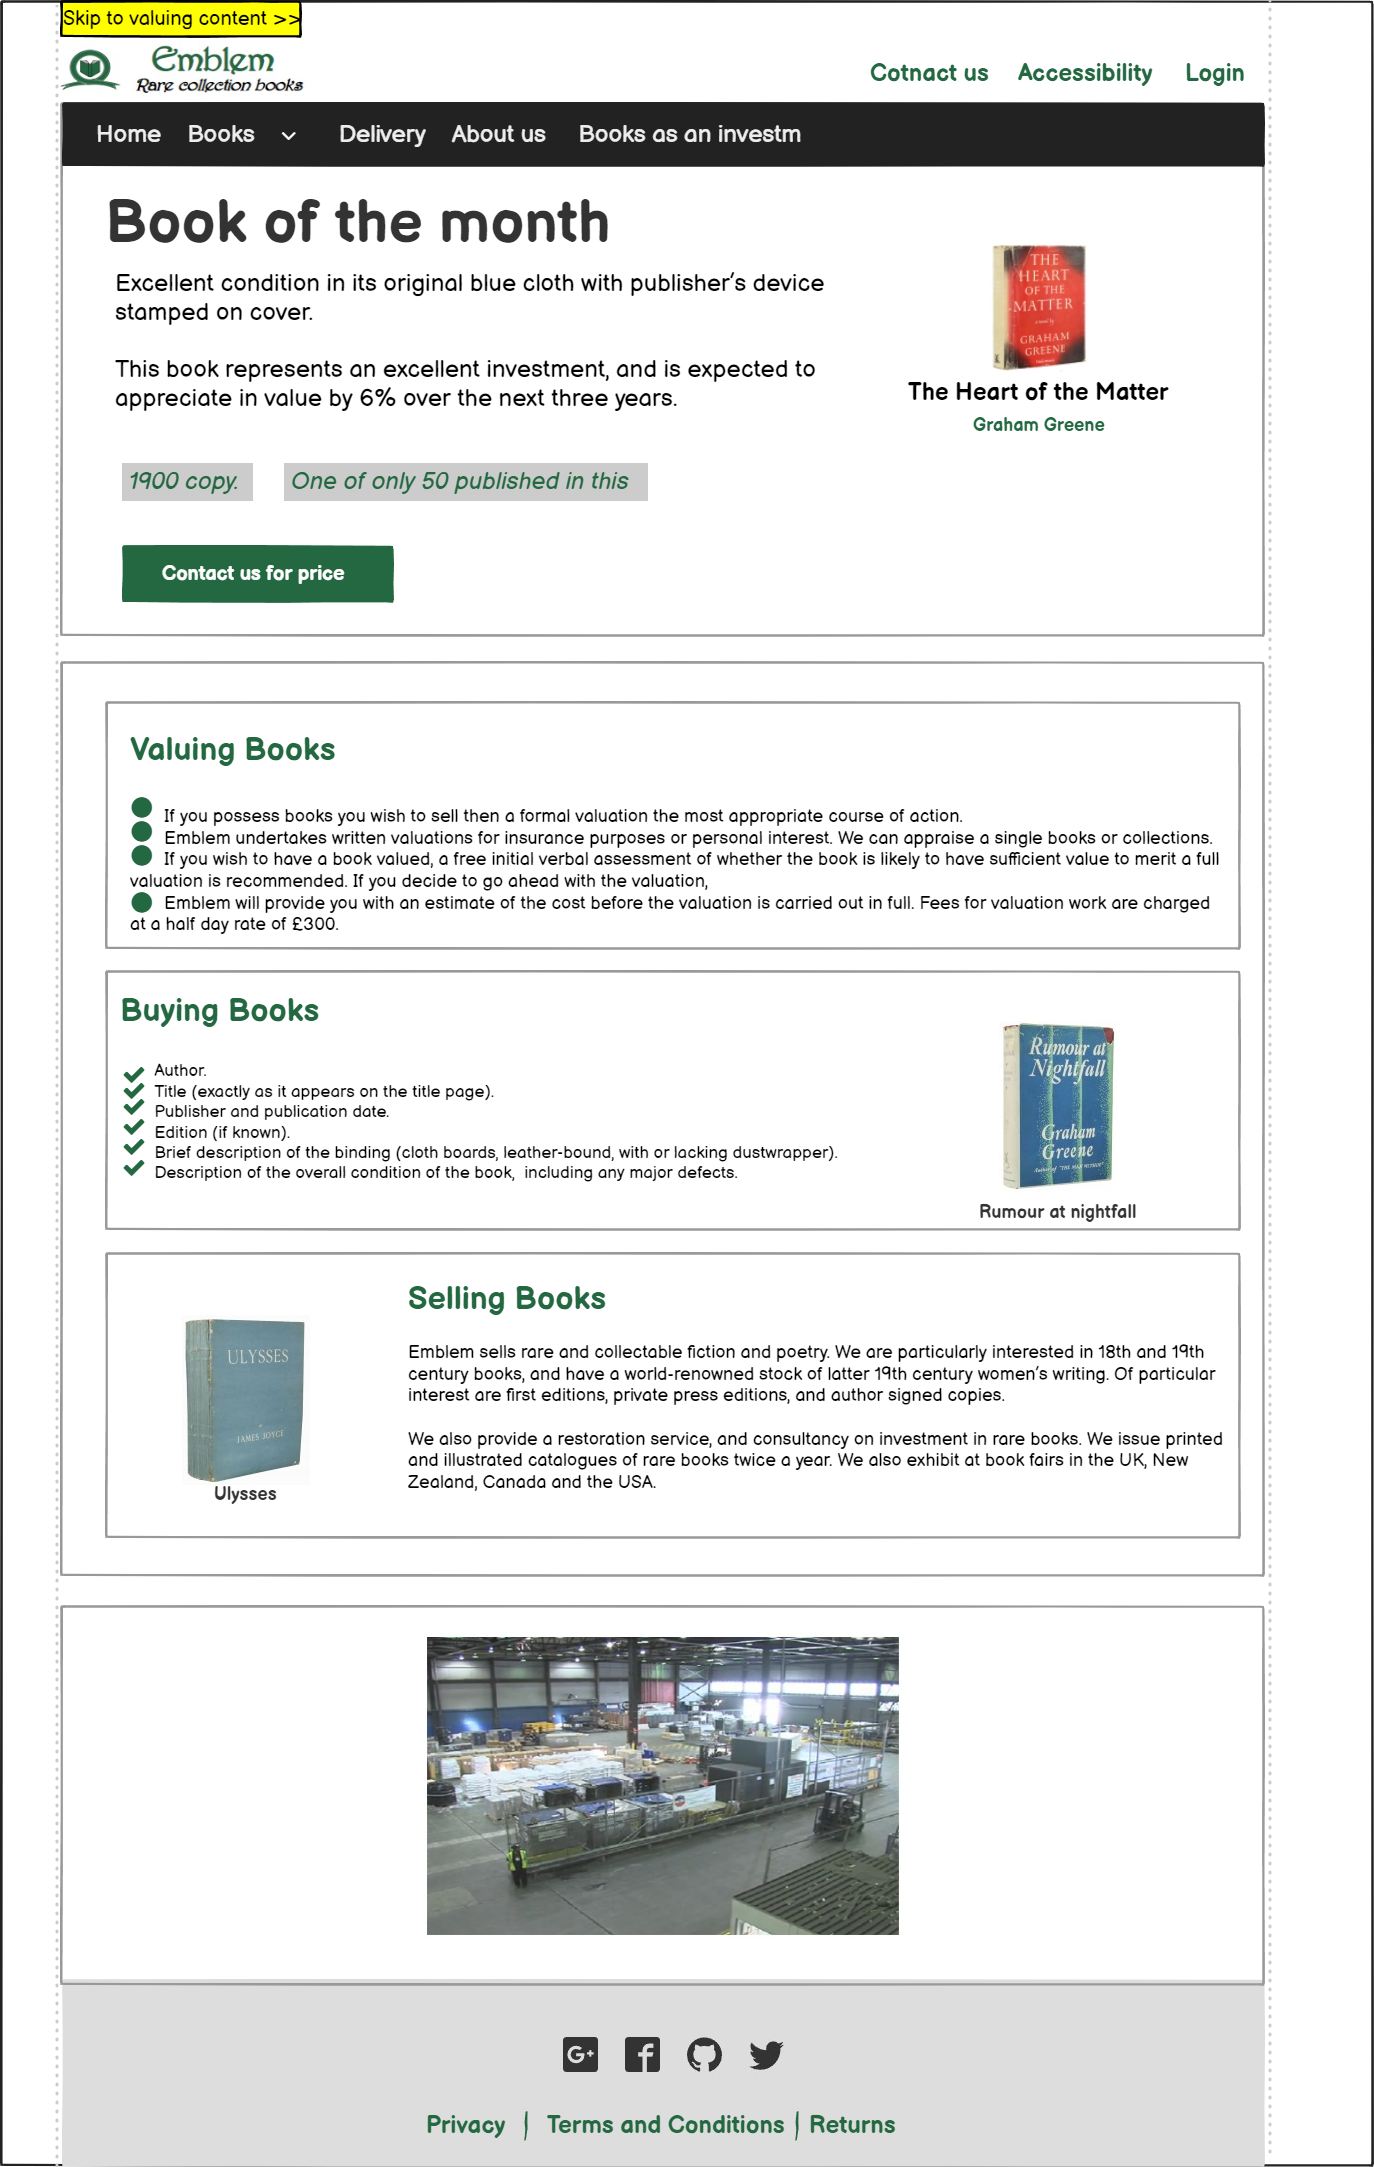 Skip to valuing content >>
Emblem
Rare collection books
Cotnact us Accessibility Login
Home Books Delivery About us Books as an investm
Book of the month
Excellent condition in its original blue cloth with publisher's device
stamped on cover.
This book represents an excellent investment, and is expected to
appreciate in value by 6% over the next three years.
1900 copy. One of only 50 published in this
Contact us for price
THE
HEART
OF THE
MATTER
a novel by
GRAHAM
GREENE
The Heart of the Matter
Graham Greene
Valuing Books
If you possess books you wish to sell then a formal valuation the most appropriate course of action.
Emblem undertakes written valuations for insurance purposes or personal interest. We can appraise a single books or collections.
If you wish to have a book valued, a free initial verbal assessment of whether the book is likely to have sufficient value to merit a full
valuation is recommended. If you decide to go ahead with the valuation,
Emblem will provide you with an estimate of the cost before the valuation is carried out in full. Fees for valuation work are charged
at a half day rate of £300.
Buying Books
Author.
Title (exactly as it appears on the title page).
Publisher and publication date.
Edition (if known).
Brief description of the binding (cloth boards, leather-bound, with or lacking dustwrapper).
Description of the overall condition of the book, including any major defects.
Rumour at
Nightfall
Graham
Greene
Author of "THE MAN WITHIN"
Rumour at nightfall
ULYSSES
JAMES JOYCE
Ulysses
Selling Books
Emblem sells rare and collectable fiction and poetry. We are particularly interested in 18th and 19th
century books, and have a world-renowned stock of latter 19th century women's writing. Of particular
interest are first editions, private press editions, and author signed copies.
We also provide a restoration service, and consultancy on investment in rare books. We issue printed
and illustrated catalogues of rare books twice a year. We also exhibit at book fairs in the UK, New
Zealand, Canada and the USA.
Privacy | Terms and Conditions | Returns